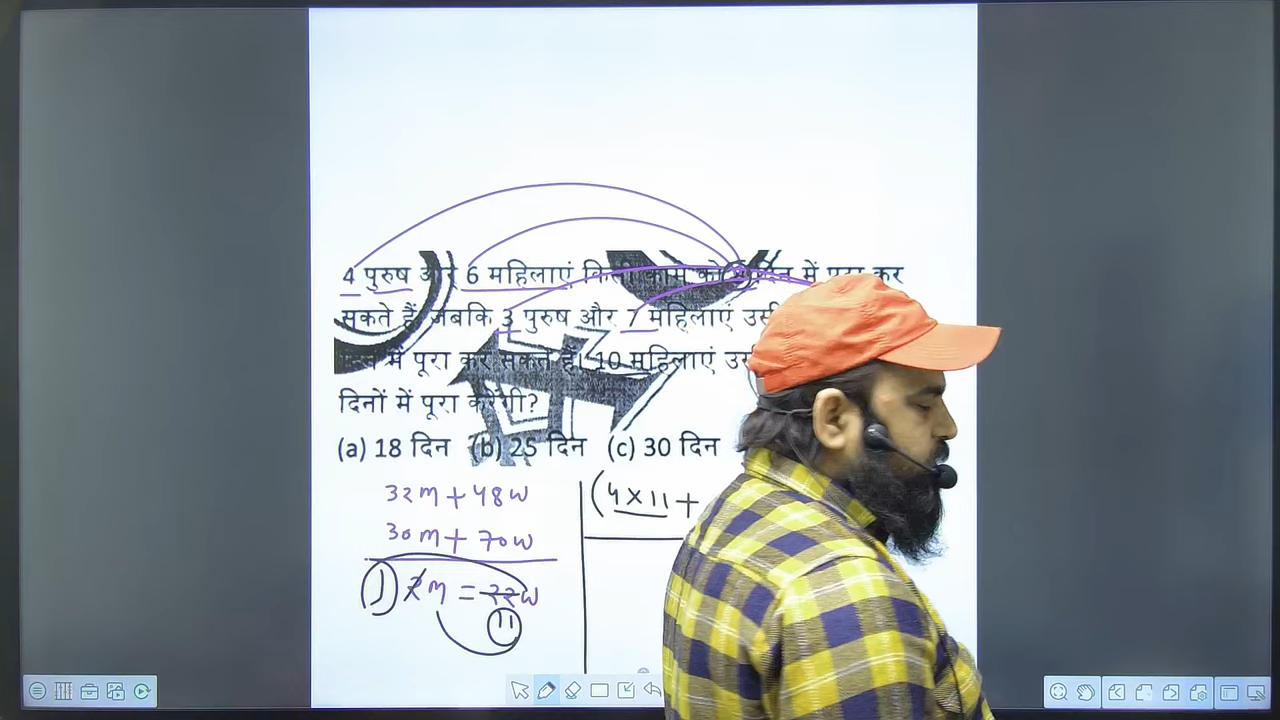 4 पुरुष और 6 महिलाएं किसी काम को दिन में पूरा कर
सकते हैं, जबकि 3 पुरुष और 7 महिलाएं
में पूरा कर सकते हैं। 10 महिलाएं
दिनों में पूरा करेंगी?
(a) 18 दिन (b) 25 दिन (c) 30 दिन
32m + 48w
30m + 70w
1 2m = 22w
11
(4 × 11 +